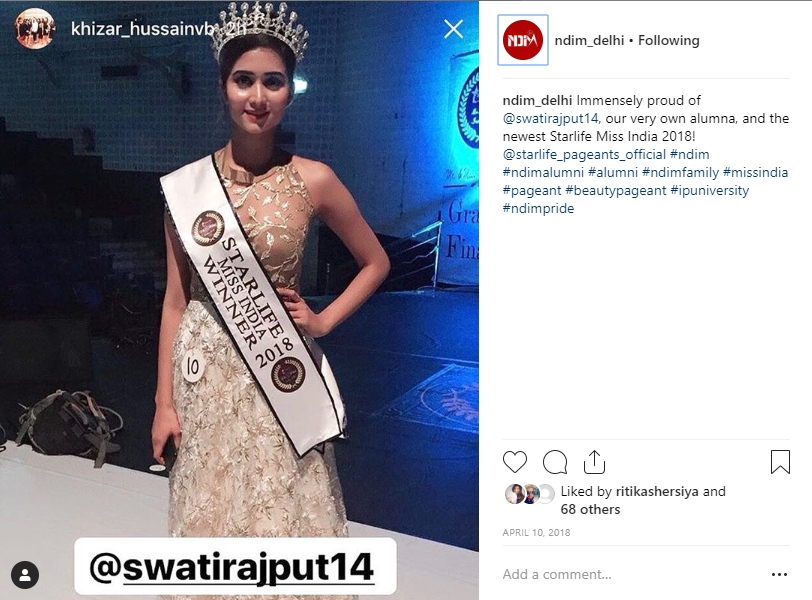 khizar_hussainvb 2h
STARLIFE
MISS INDIA
WINNER
2018
10
Gra
Fina
@swatirajput14
NDIM
ndim_delhi • Following
ndim_delhi Immensely proud of
@swatirajput14, our very own alumna, and the
newest Starlife Miss India 2018!
@starlife_pageants_official #ndim
#ndimalumni #alumni #ndimfamily #missindia
#pageant #beautypageant #ipuniversity
#ndimpride
Liked by ritikashersiya and
68 others
APRIL 10, 2018
Add a comment...